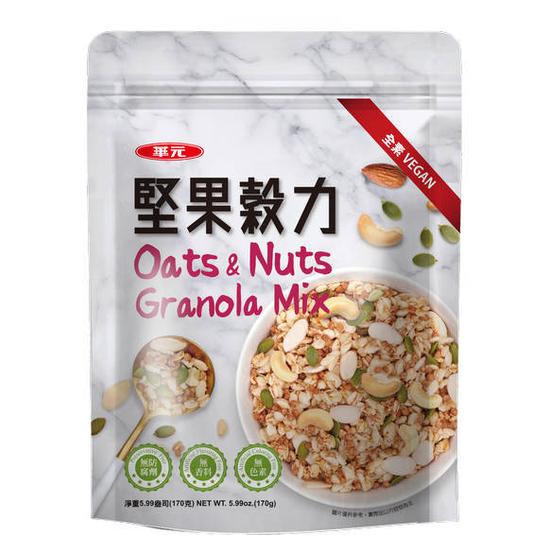 華元
全素 VEGAN
堅果穀力
Oats & Nuts
Granola Mix
無防
腐劑
無
香料
無
色素
淨重5.99盎司(170克) NET WT. 5.99oz.(170g)